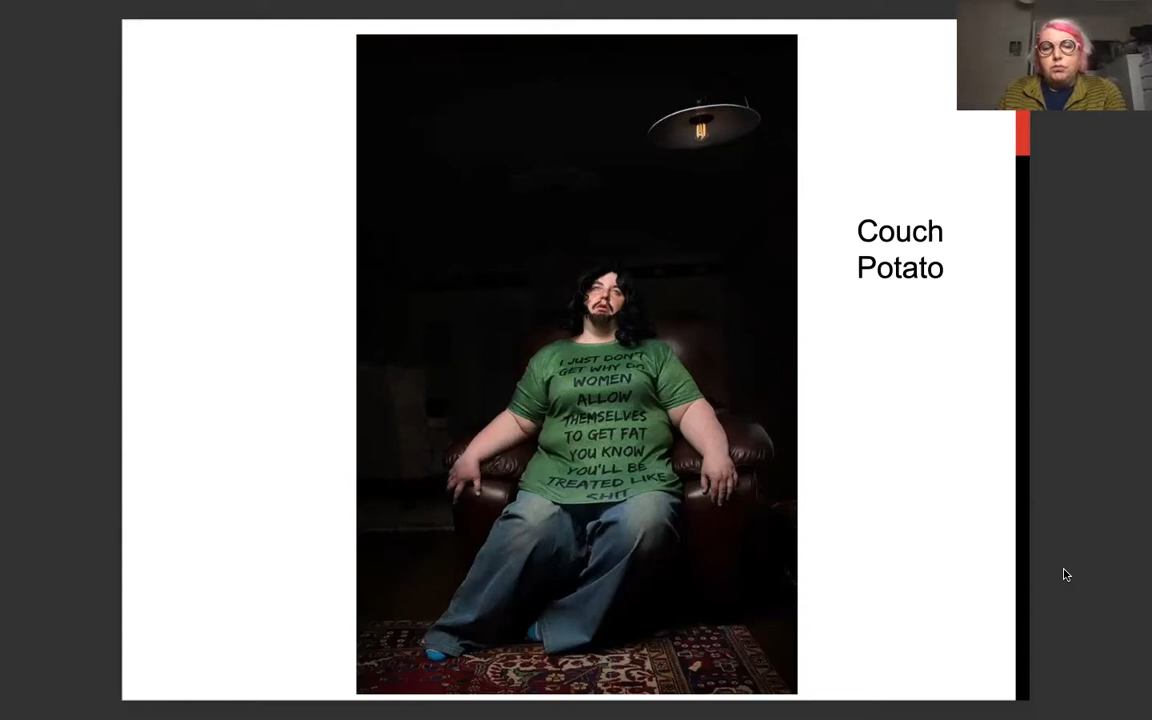 Couch
Potato
I JUST DON'T
GET WHY DO
WOMEN
ALLOW
THEMSELVES
TO GET FAT
YOU KNOW
YOU'LL BE
TREATED LIKE
SHIT